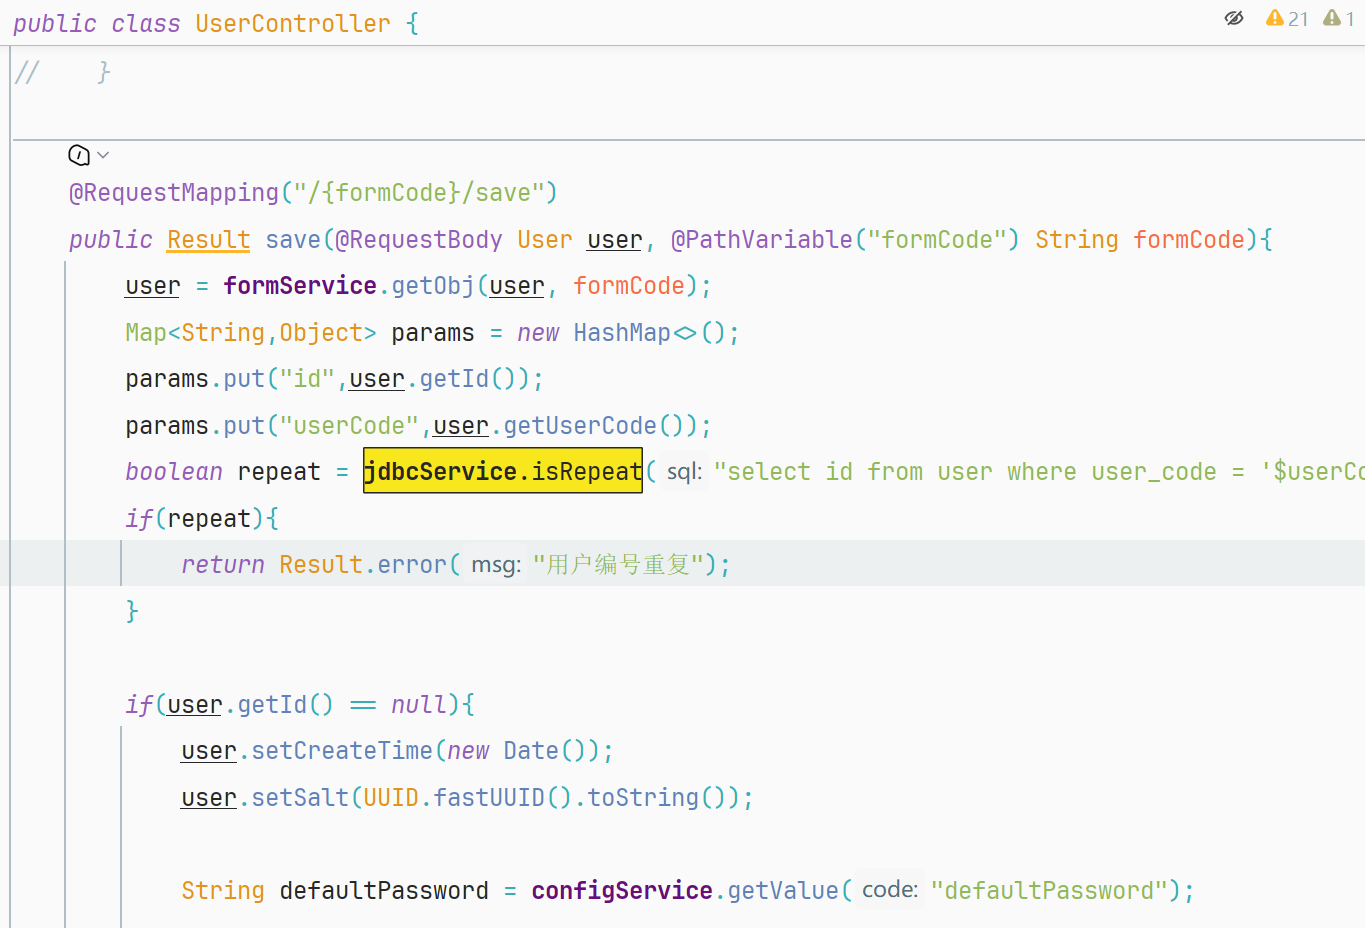 public class UserController {
21 1
// }
@RequestMapping("/{formCode}/save")
public Result save(@RequestBody User user, @PathVariable("formCode") String formCode){
user = formService.getObj(user, formCode);
Map<String,Object> params = new HashMap<>();
params.put("id",user.getId());
params.put("userCode",user.getUserCode());
boolean repeat = jdbcService.isRepeat( sql: "select id from user where user_code = '$userCo
if(repeat){
return Result.error( msg: "用户编号重复");
}
if(user.getId() == null){
user.setCreateTime(new Date());
user.setSalt(UUID.fastUUID().toString());
String defaultPassword = configService.getValue( code: "defaultPassword");